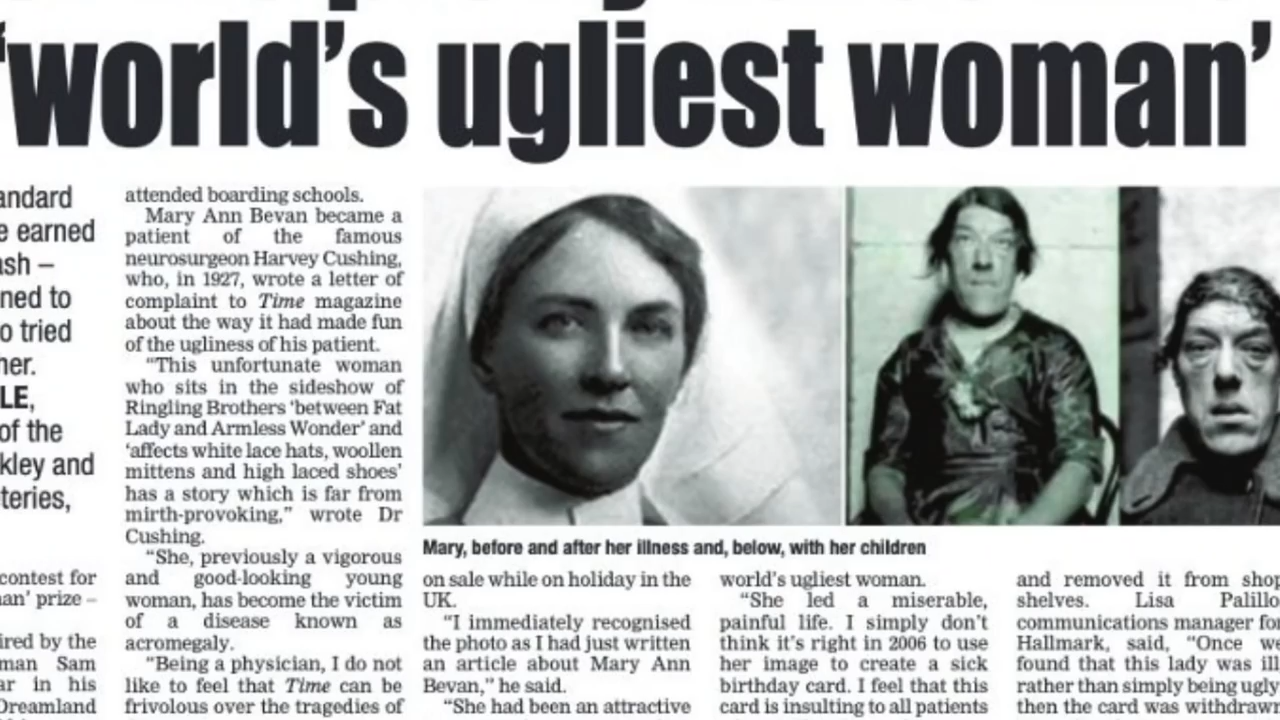 'world's ugliest woman'
andard
e earned
ash –
ned to
o tried
her.
LE,
of the
kley and
teries,
contest for
an' prize –
ired by the
man Sam
ar in his
Dreamland
attended boarding schools.
Mary Ann Bevan became a
patient of the famous
neurosurgeon Harvey Cushing,
who, in 1927, wrote a letter of
complaint to Time magazine
about the way it had made fun
of the ugliness of his patient.
"This unfortunate woman
who sits in the sideshow of
Ringling Brothers 'between Fat
Lady and Armless Wonder' and
'affects white lace hats, woollen
mittens and high laced shoes'
has a story which is far from
mirth-provoking," wrote Dr
Cushing.
"She, previously a vigorous
and good-looking young
woman, has become the victim
of a disease known as
acromegaly.
"Being a physician, I do not
like to feel that Time can be
frivolous over the tragedies of
Mary, before and after her illness and, below, with her children
on sale while on holiday in the
UK.
"I immediately recognised
the photo as I had just written
an article about Mary Ann
Bevan," he said.
"She had been an attractive
world's ugliest woman.
"She led a miserable,
painful life. I simply don't
think it's right in 2006 to use
her image to create a sick
birthday card. I feel that this
card is insulting to all patients
and removed it from shop
shelves. Lisa Palillo,
communications manager for
Hallmark, said, "Once we
found that this lady was ill,
rather than simply being ugly,
then the card was withdrawn